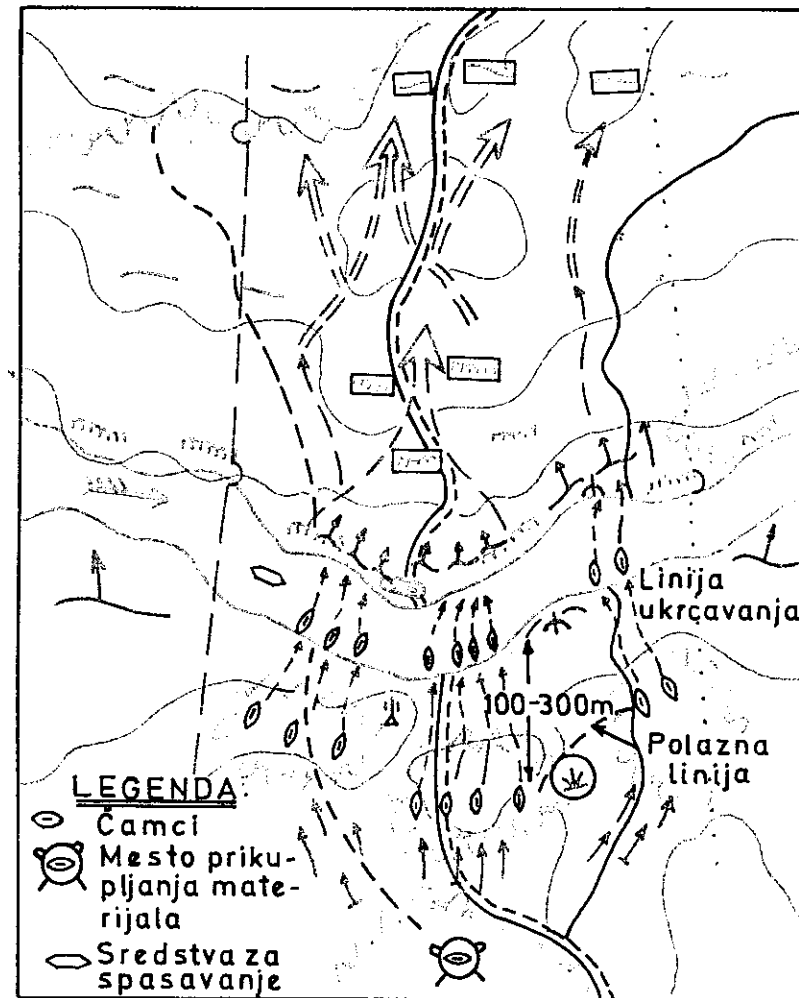 Linija
ukrcavanja
100-300m
Polazna
linija
LEGENDA.
Čamci
Mesto priku-
pljanja mate-
rijala
Sredstva za
spasavanje